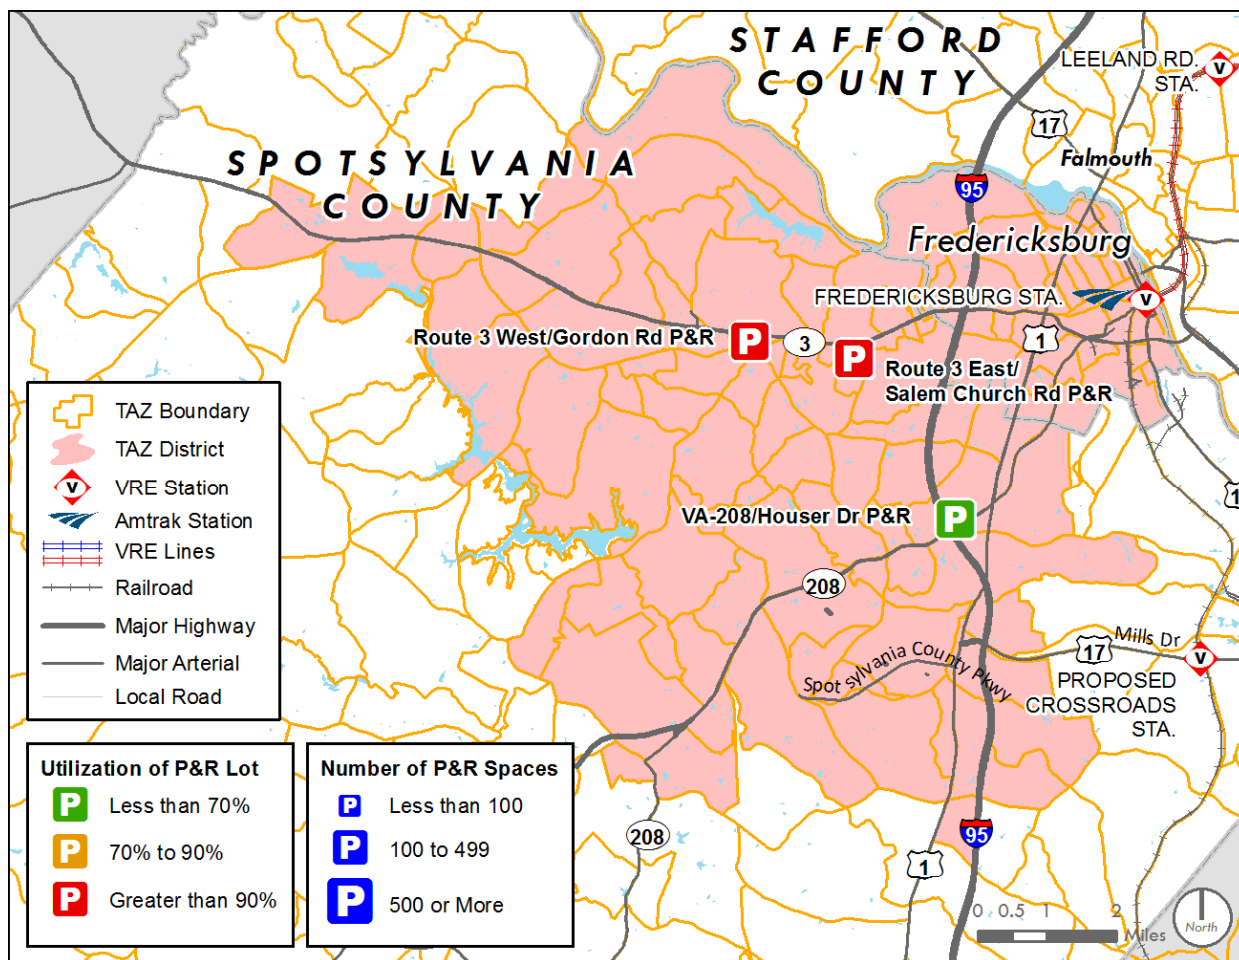 STAFFORD
COUNTY
LEELAND RD.
STA.
17
Falmouth
SPOTSYLVANIA
COUNTY
95
Fredericksburg
FREDERICKSBURG STA.
V
V
Route 3 West/Gordon Rd P&R
P
3
P
1
Route 3 East/
Salem Church Rd P&R
VA-208/Houser Dr P&R
P
208
Spotsylvania County Pkwy
17
Mills Dr
V
PROPOSED
CROSSROADS
STA.
208
1
95
1
TAZ Boundary
TAZ District
V
VRE Station
Amtrak Station
VRE Lines
Railroad
Major Highway
Major Arterial
Local Road
Utilization of P&R Lot
P Less than 70%
P 70% to 90%
P Greater than 90%
Number of P&R Spaces
P Less than 100
P 100 to 499
P 500 or More
0 0.5 1 2
Miles
North